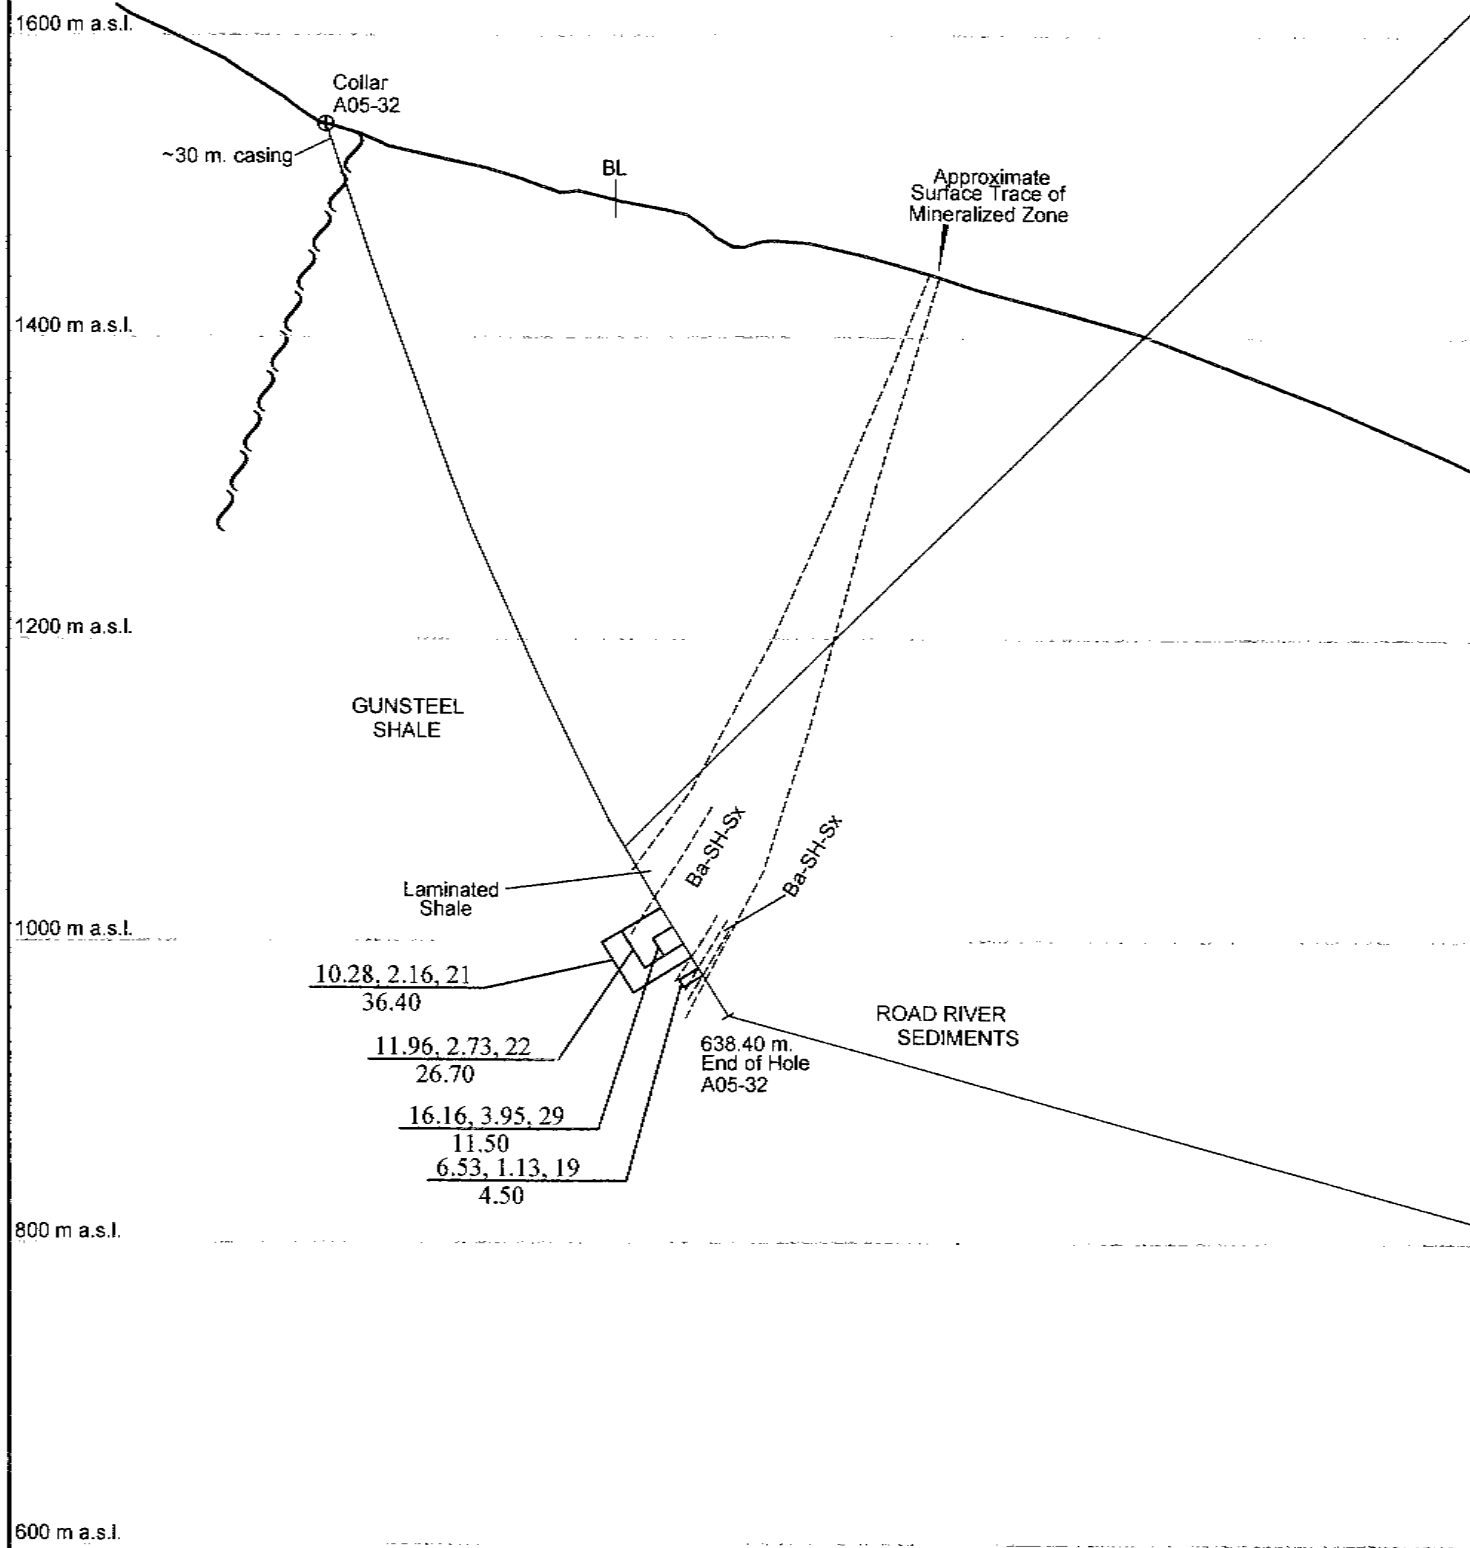 1600 m a.s.l.
Collar
A05-32
~30 m. casing
BL
Approximate
Surface Trace of
Mineralized Zone
1400 m a.s.l.
1200 m a.s.l.
GUNSTEEL
SHALE
Ba-SH-Sx
Ba-SH-Sx
Laminated
Shale
1000 m a.s.l.
10.28, 2.16, 21
36.40
11.96, 2.73, 22
26.70
16.16, 3.95, 29
11.50
6.53, 1.13, 19
4.50
638.40 m.
End of Hole
A05-32
ROAD RIVER
SEDIMENTS
800 m a.s.l.
600 m a.s.l.